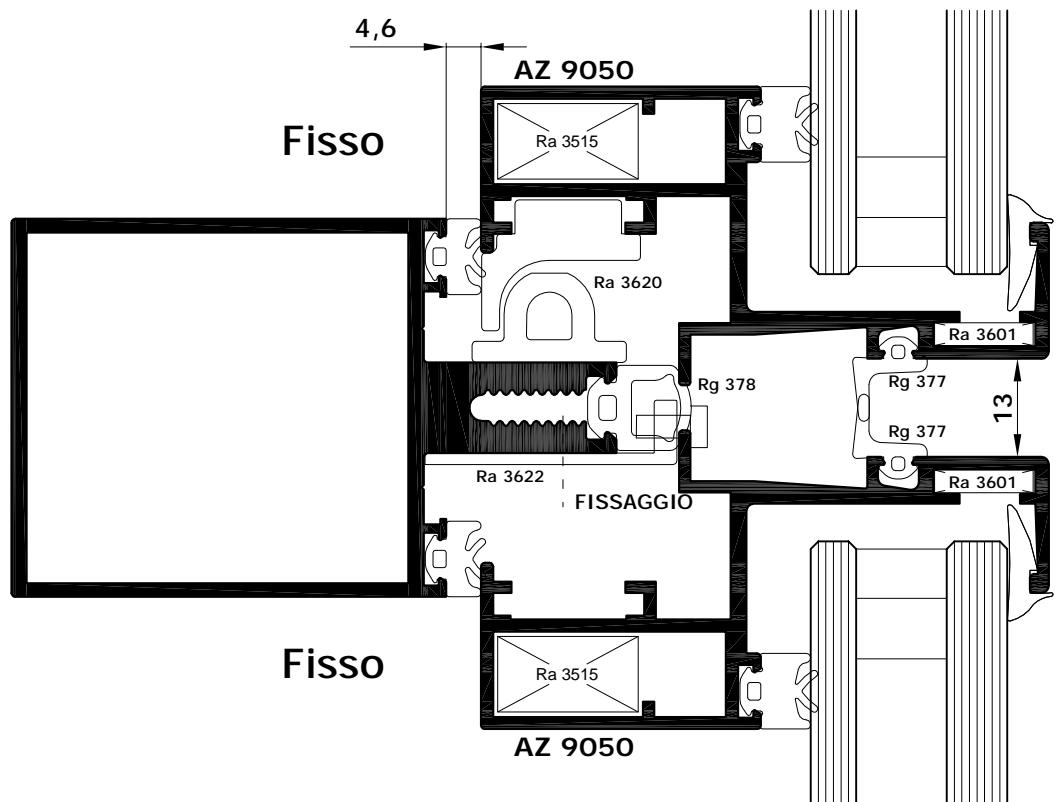 4,6
AZ 9050
Fisso
Ra 3515
Ra 3620
Ra 3601
Rg 378
Rg 377
13
Rg 377
Ra 3622
Ra 3601
FISSAGGIO
Fisso
Ra 3515
AZ 9050